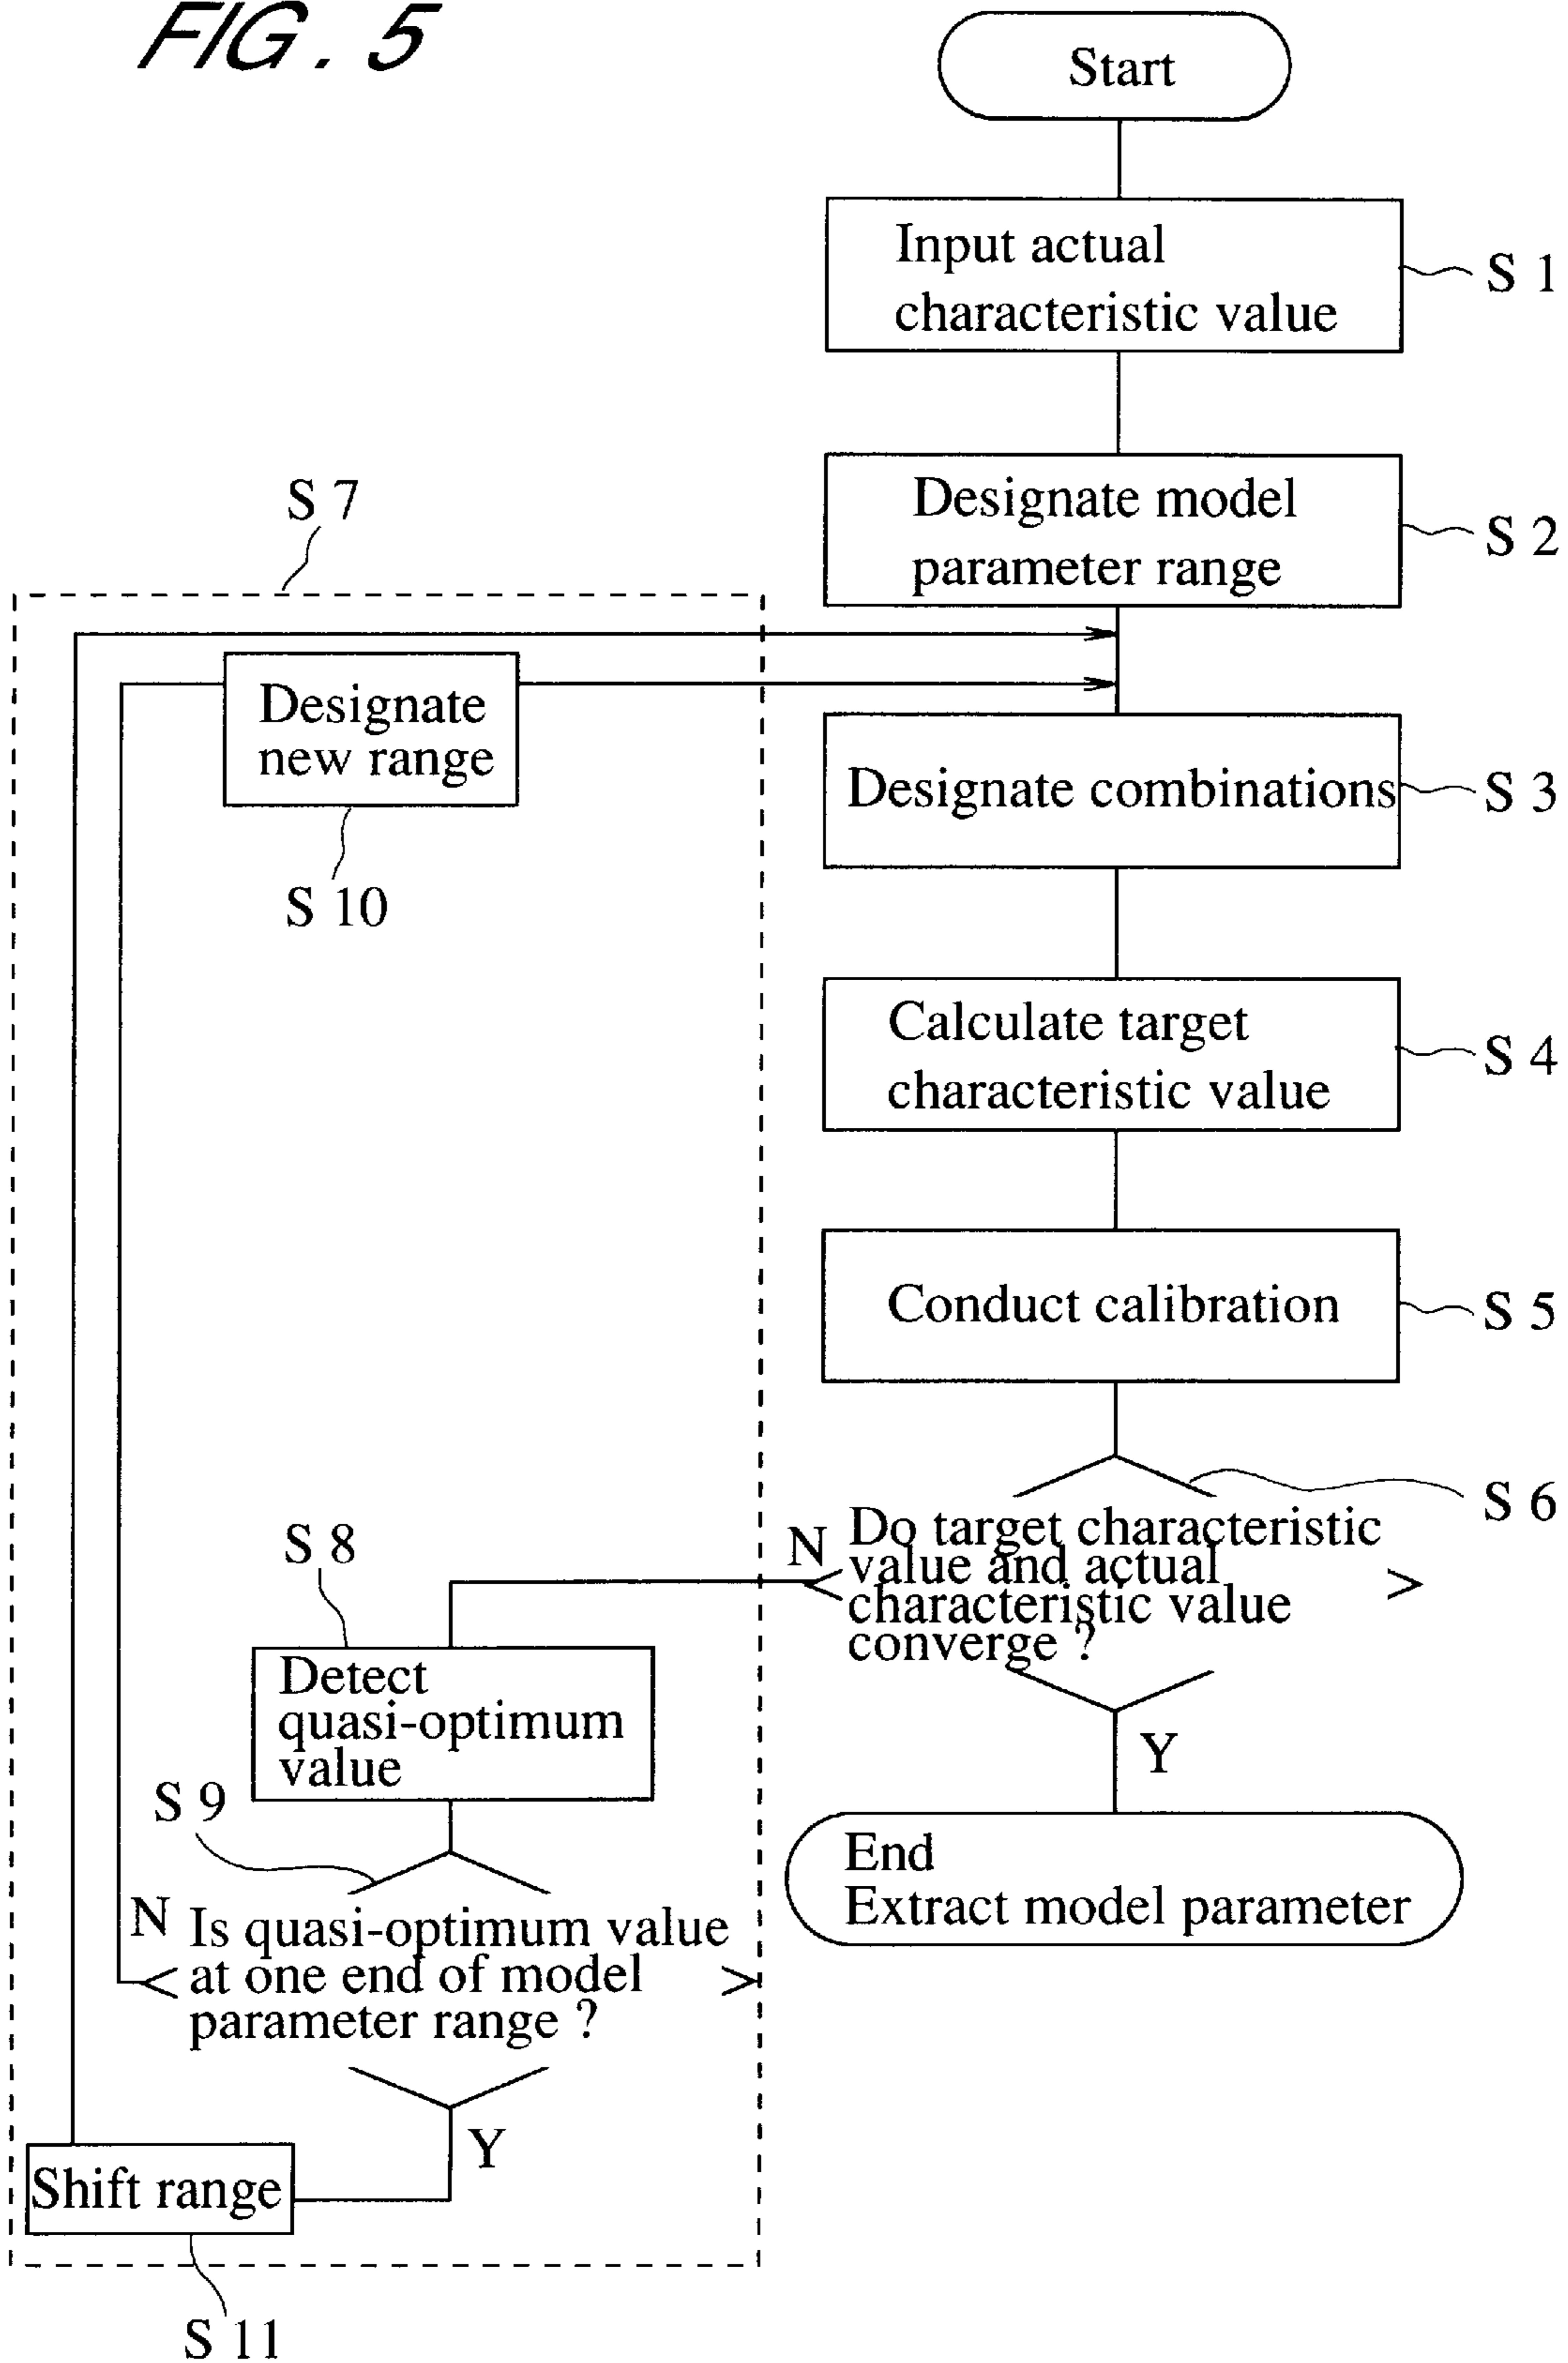 FIG. 5
Start
Input actual
characteristic value
S 1
Designate model
parameter range
S 2
S 7
Designate
new range
S 10
Designate combinations
S 3
Calculate target
characteristic value
S 4
Conduct calibration
S 5
S 6
Do target characteristic
value and actual
characteristic value
converge ?
N
Y
S 8
Detect
quasi-optimum
value
S 9
N
Is quasi-optimum value
at one end of model
parameter range ?
Y
End
Extract model parameter
Shift range
S 11